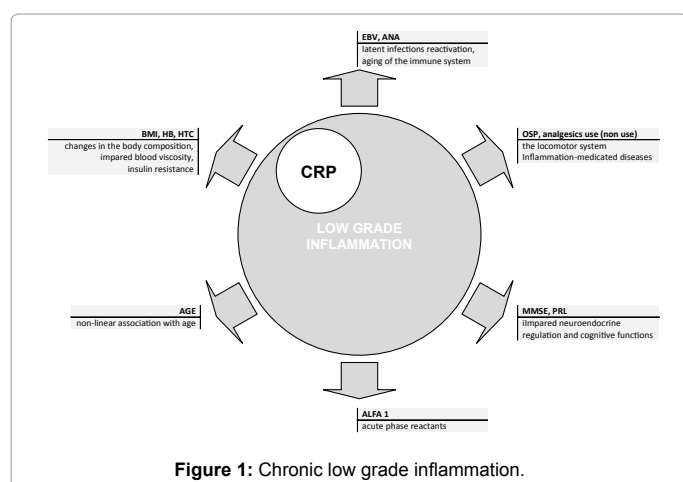 EBV, ANA
latent infections reactivation,
aging of the immune system
BMI, HB, HTC
changes in the body composition,
impared blood viscosity,
insulin resistance
OSP, analgesics use (non use)
the locomotor system
Inflammation-medicated diseases
CRP
LOW GRADE
INFLAMMATION
AGE
non-linear association with age
MMSE, PRL
iImpared neuroendocrine
regulation and cognitive functions
ALFA 1
acute phase reactants
Figure 1: Chronic low grade inflammation.